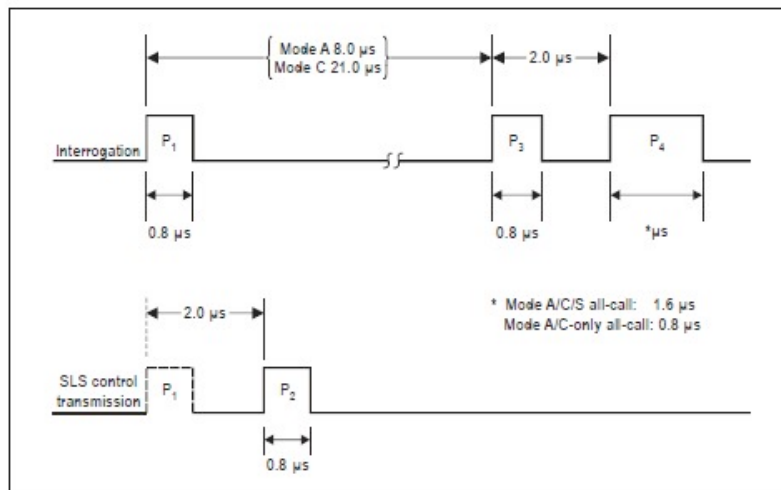 Mode A 8.0 µs
Mode C 21.0 µs
2.0 µs
Interrogation
P1
P3
P4
0.8 µs
0.8 µs
*µs
2.0 µs
* Mode A/C/S all-call: 1.6 µs
Mode A/C-only all-call: 0.8 µs
SLS control
transmission
P1
P2
0.8 µs